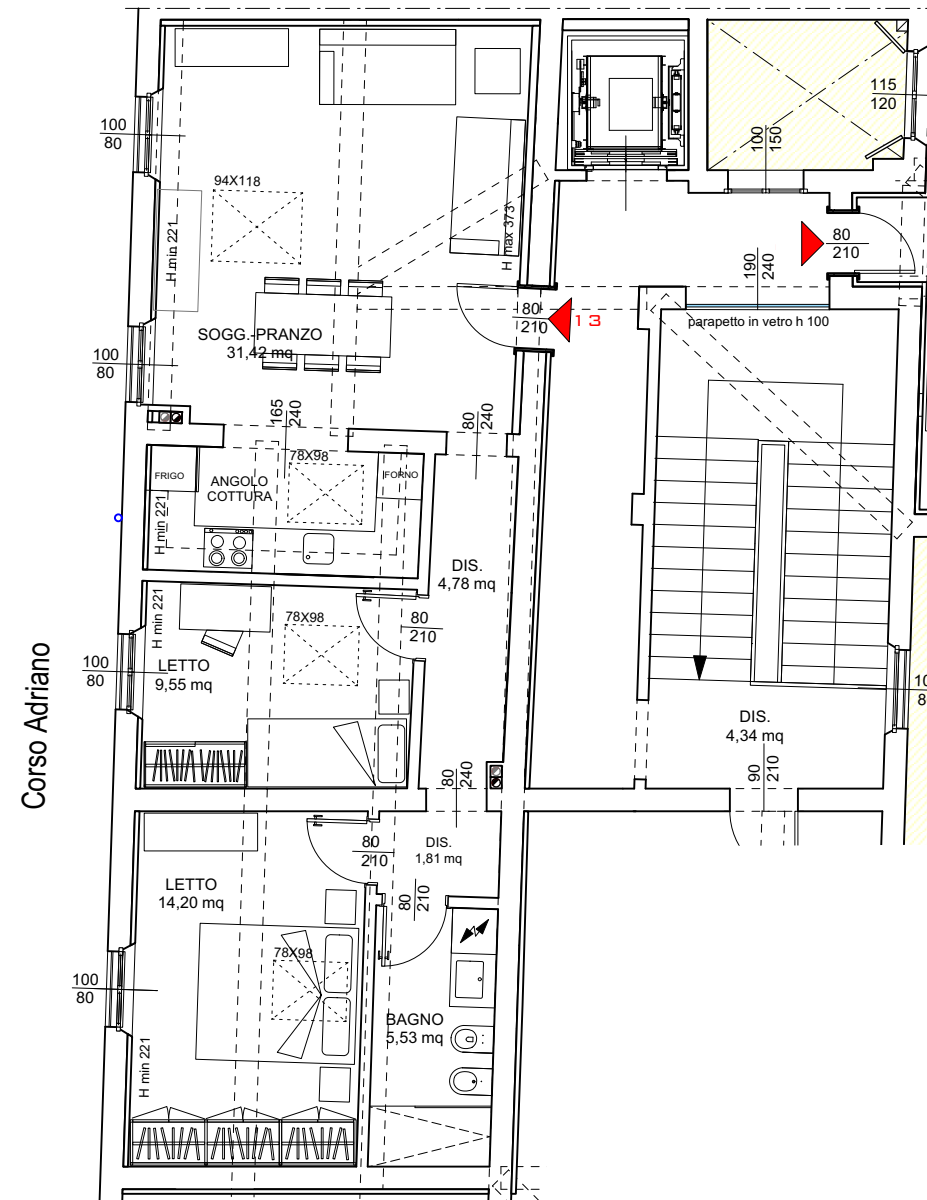 115
120
100
150
100
80
94X118
H min 221
H max 373
80
210
190
240
80
210
13
parapetto in vetro h 100
SOGG.-PRANZO
31,42 mq
100
80
165
240
80
240
78X98
FRIGO
ANGOLO
COTTURA
FORNO
H min 221
DIS.
4,78 mq
H min 221
78X98
80
210
LETTO
9,55 mq
100
80
Corso Adriano
10
8
DIS.
4,34 mq
90
210
80
240
80
210
DIS.
1,81 mq
LETTO
14,20 mq
80
210
78X98
100
80
BAGNO
5,53 mq
H min 221